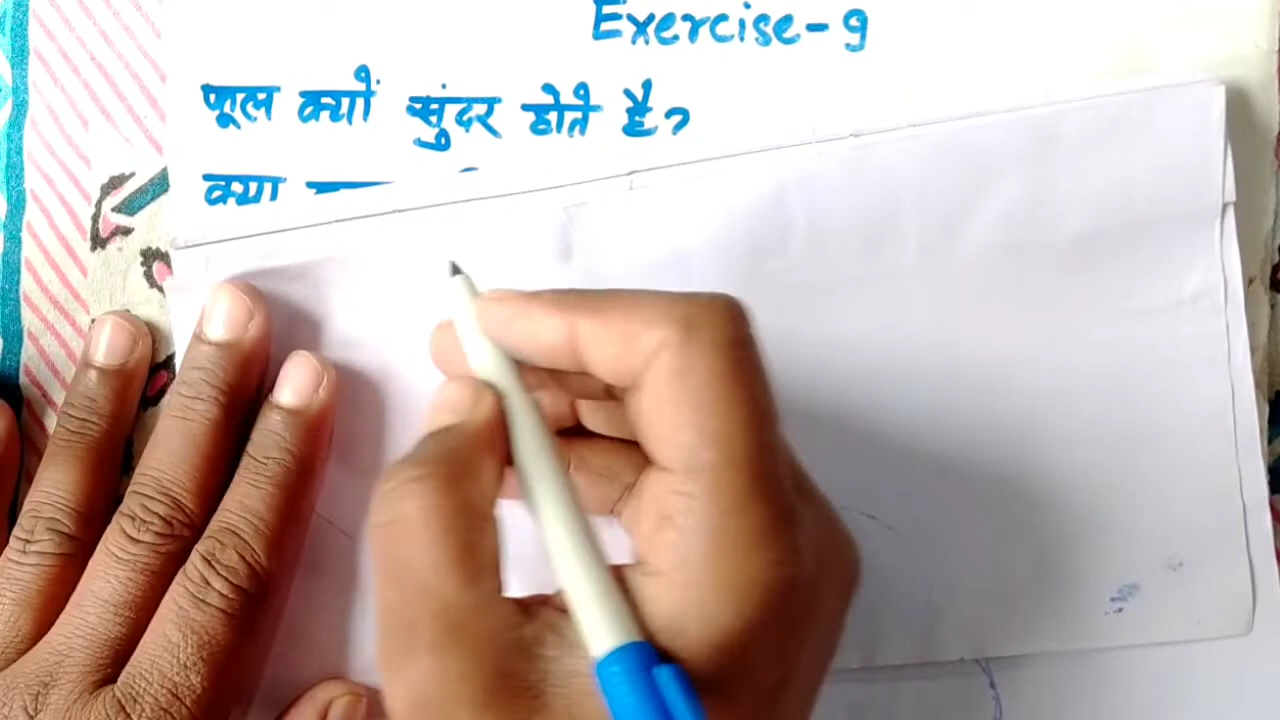 Exercise-9
फूल क्यों सुंदर होते है?
क्या